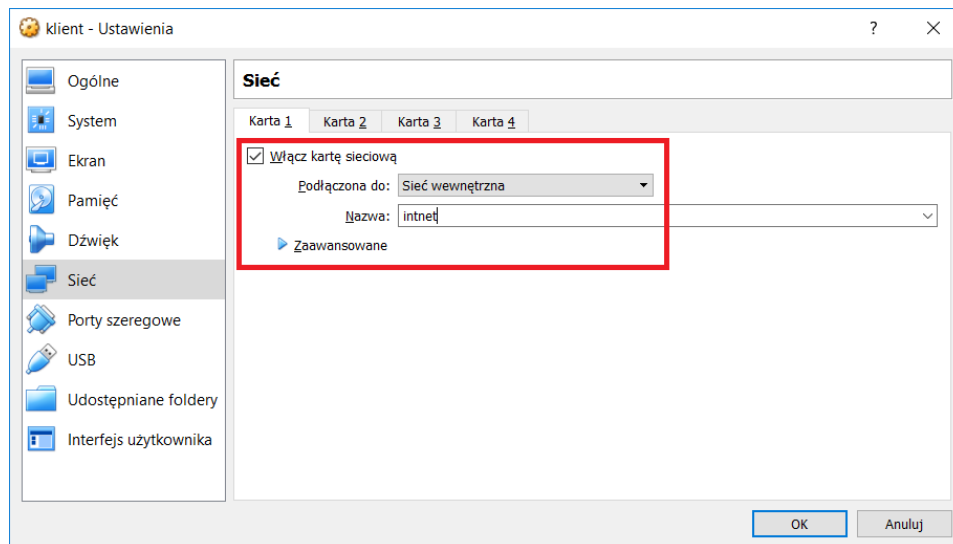 klient - Ustawienia
?
Ogólne
System
Ekran
Pamięć
Dźwięk
Sieć
Porty szeregowe
USB
Udostępniane foldery
Interfejs użytkownika
Sieć
Karta 1 Karta 2 Karta 3 Karta 4
Włącz kartę sieciową
Podłączona do: Sieć wewnętrzna
Nazwa: intnet
Zaawansowane
OK Anuluj